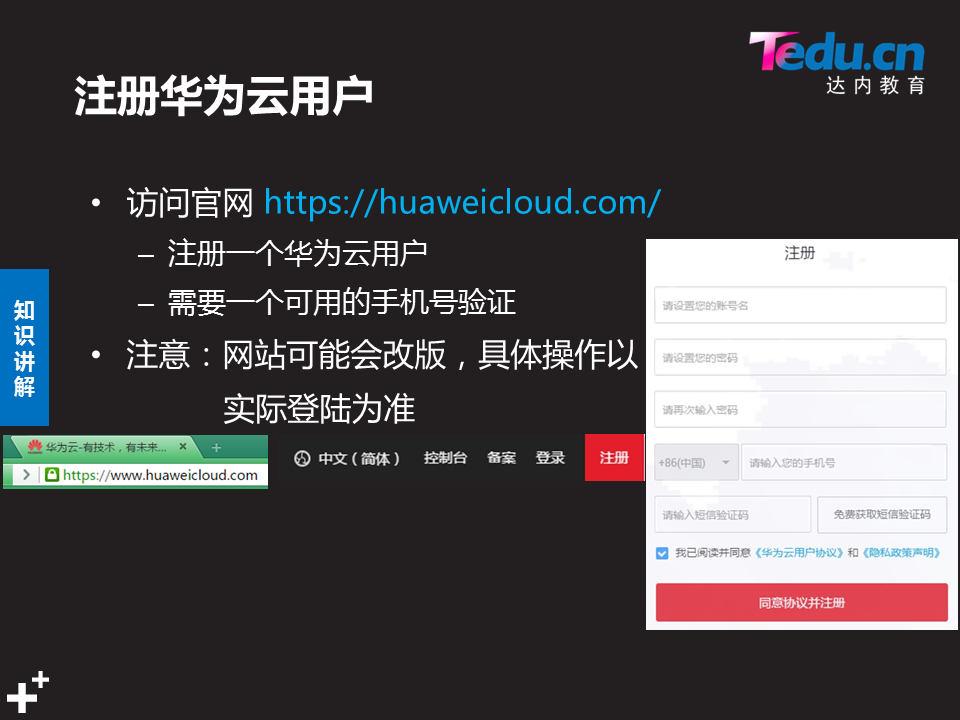 Tedu.cn
达内教育
注册华为云用户
• 访问官网 https://huaweicloud.com/
– 注册一个华为云用户
– 需要一个可用的手机号验证
• 注意：网站可能会改版，具体操作以
实际登陆为准
知识讲解
华为云-有技术，有未来...
https://www.huaweicloud.com
中文（简体） 控制台 备案 登录 注册
注册
请设置您的账号名
请设置您的密码
请再次输入密码
+86(中国) 请输入您的手机号
请输入短信验证码 免费获取短信验证码
我已阅读并同意《华为云用户协议》和《隐私政策声明》
同意协议并注册